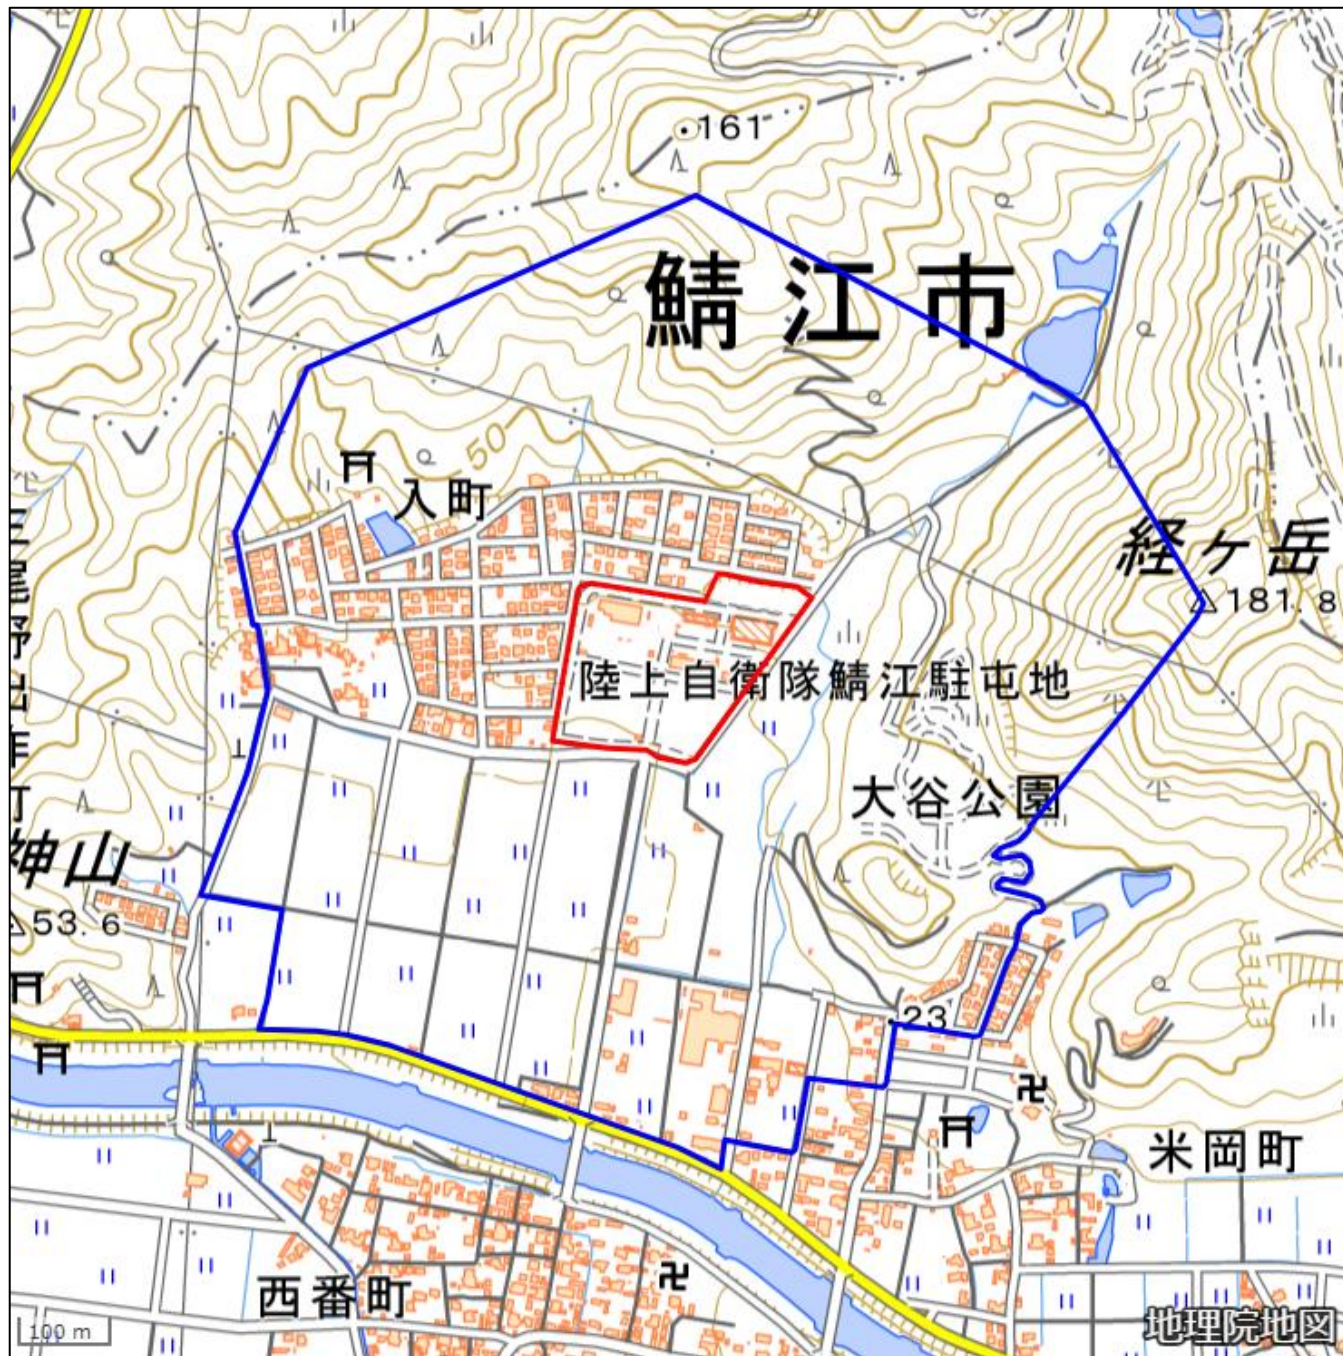 161
鯖江市
50
入町
経ヶ岳
181.8
陸上自衛隊鯖江駐屯地
大谷公園
神山
53.6
23
米岡町
西番町
100 m
地理院地図